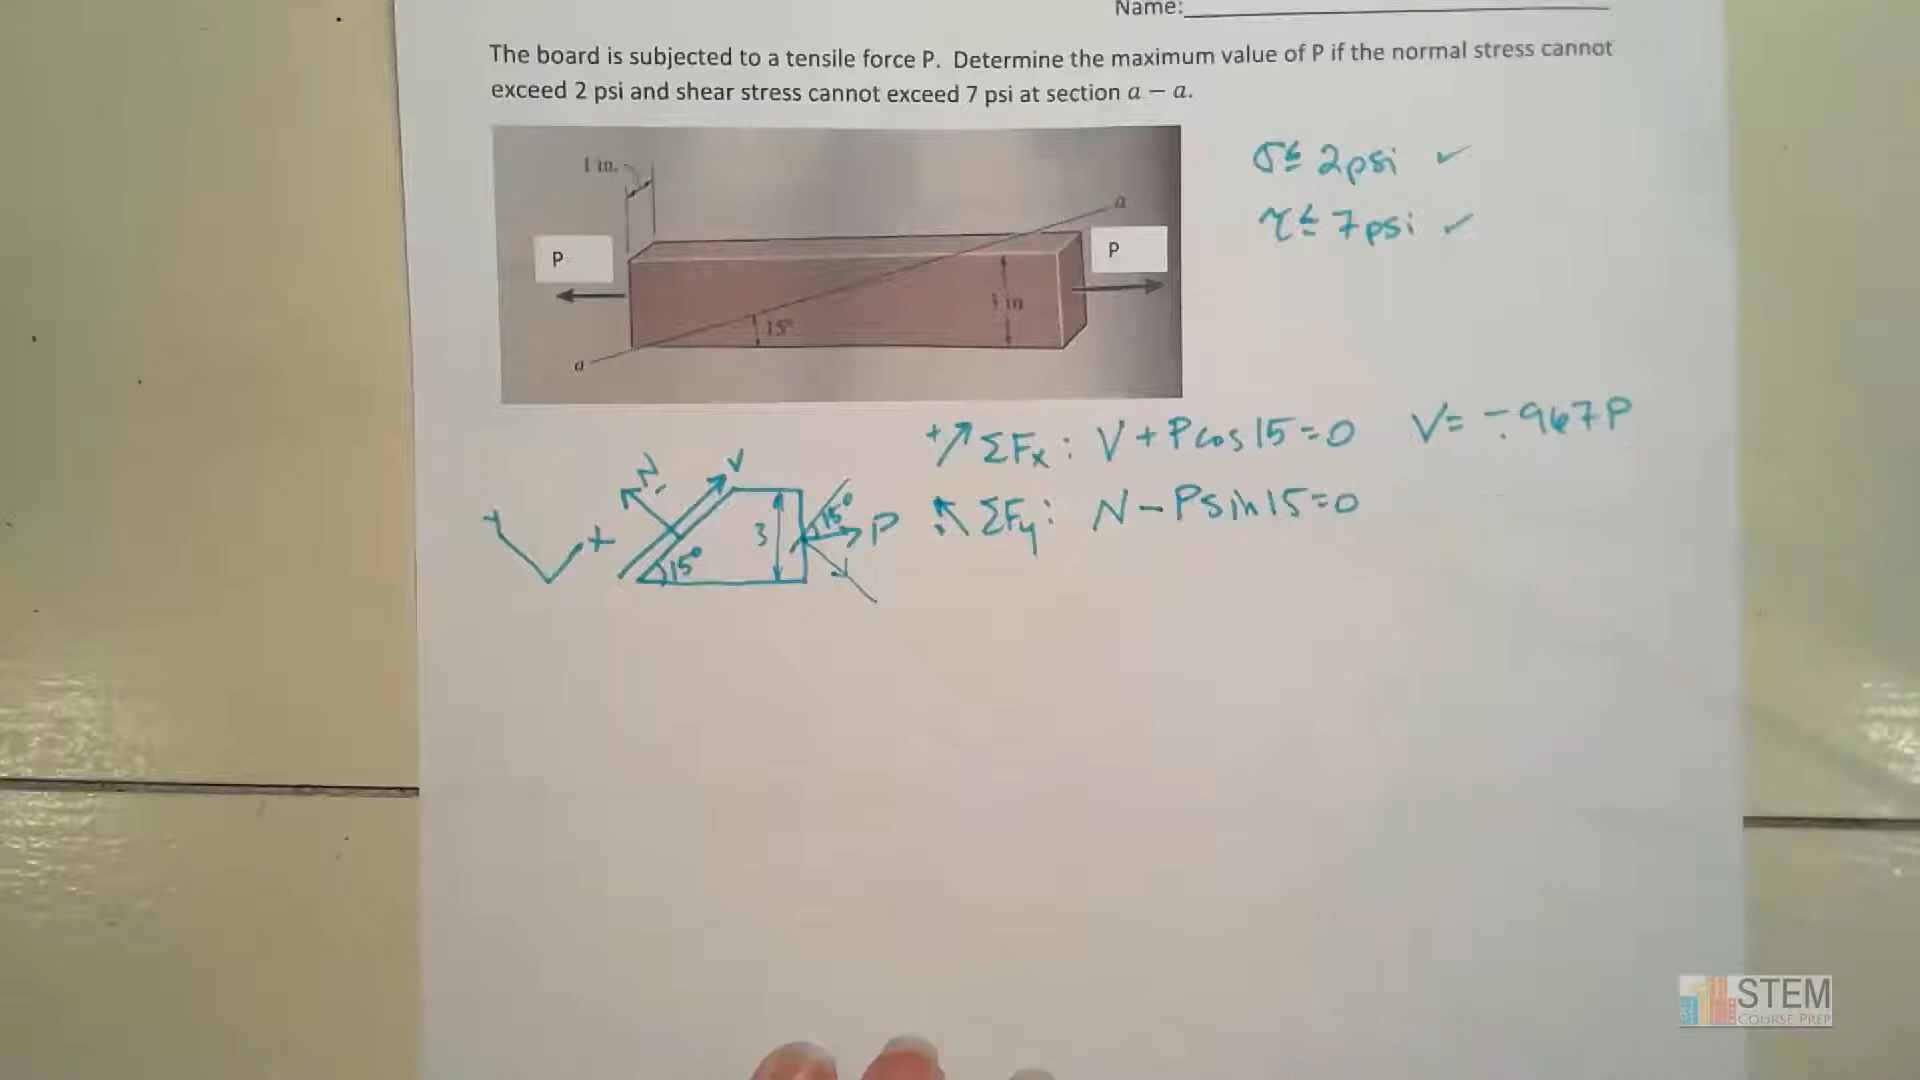 Name:
The board is subjected to a tensile force P. Determine the maximum value of P if the normal stress cannot
exceed 2 psi and shear stress cannot exceed 7 psi at section a – a.
1 in.
a
P
P
in
15°
a
σ ≤ 2psi ✓
τ ≤ 7psi ✓
+↗ ΣFx: V + Pcos15=0 V= -.967P
↖ ΣFy: N - Psin15=0
N
V
y
x
15°
3
15°
P
STEM
COURSE PREP